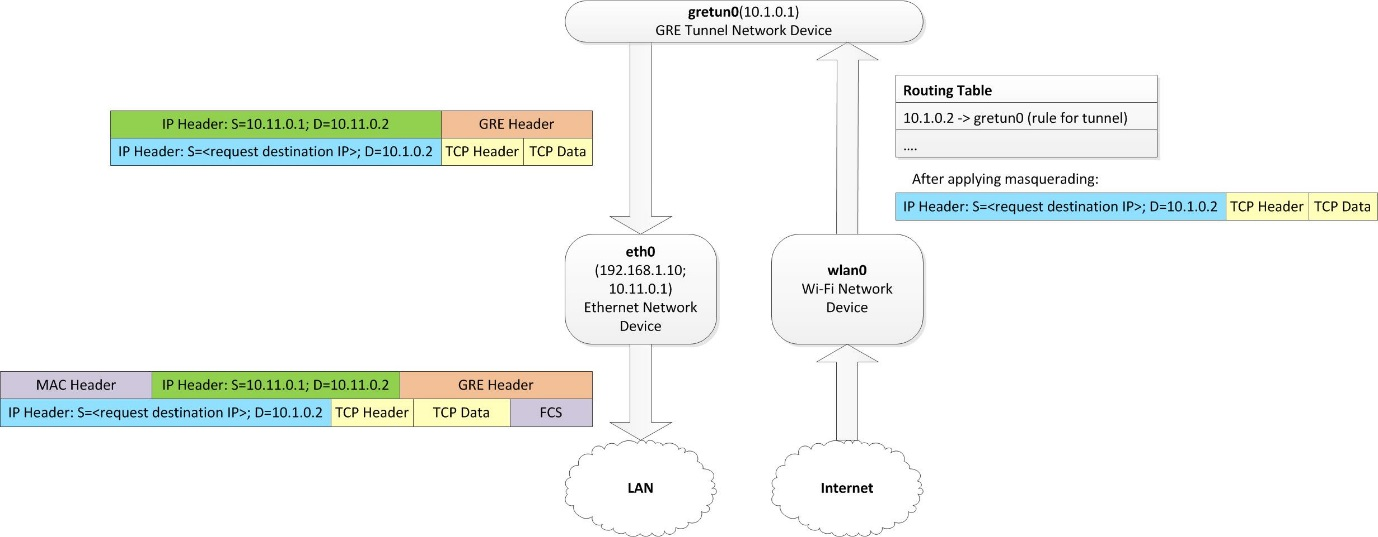 gretun0(10.1.0.1)
GRE Tunnel Network Device
IP Header: S=10.11.0.1; D=10.11.0.2 GRE Header
IP Header: S=<request destination IP>; D=10.1.0.2 TCP Header TCP Data
Routing Table
10.1.0.2 -> gretun0 (rule for tunnel)
....
After applying masquerading:
IP Header: S=<request destination IP>; D=10.1.0.2 TCP Header TCP Data
eth0
(192.168.1.10;
10.11.0.1)
Ethernet Network
Device
wlan0
Wi-Fi Network
Device
MAC Header IP Header: S=10.11.0.1; D=10.11.0.2 GRE Header
IP Header: S=<request destination IP>; D=10.1.0.2 TCP Header TCP Data FCS
LAN
Internet